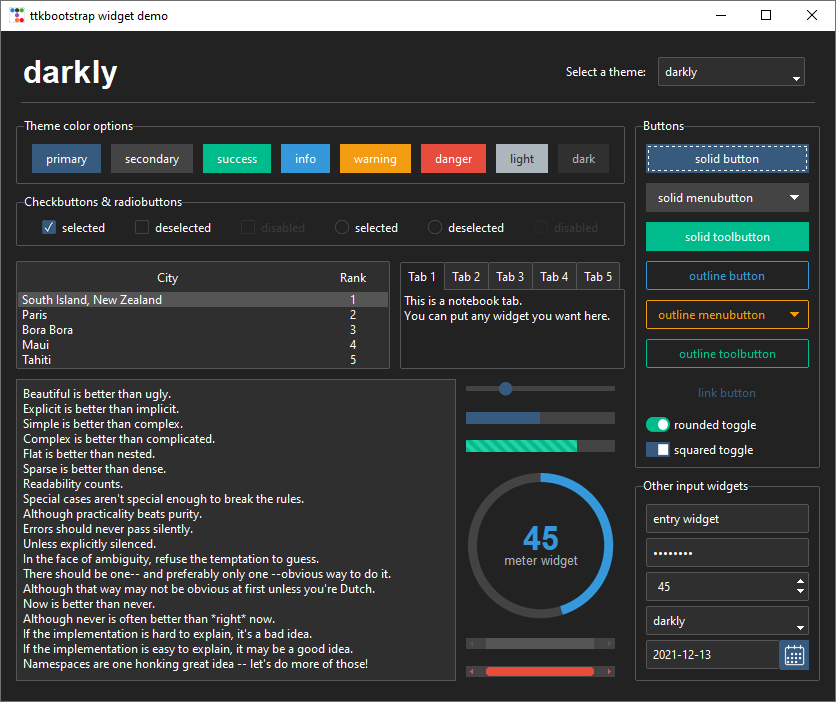 ttkbootstrap widget demo
darkly
Select a theme: darkly
Theme color options
primary secondary success info warning danger light dark
Checkbuttons & radiobuttons
selected deselected disabled selected deselected disabled
City Rank
South Island, New Zealand 1
Paris 2
Bora Bora 3
Maui 4
Tahiti 5
Tab 1 Tab 2 Tab 3 Tab 4 Tab 5
This is a notebook tab.
You can put any widget you want here.
Beautiful is better than ugly.
Explicit is better than implicit.
Simple is better than complex.
Complex is better than complicated.
Flat is better than nested.
Sparse is better than dense.
Readability counts.
Special cases aren't special enough to break the rules.
Although practicality beats purity.
Errors should never pass silently.
Unless explicitly silenced.
In the face of ambiguity, refuse the temptation to guess.
There should be one-- and preferably only one --obvious way to do it.
Although that way may not be obvious at first unless you're Dutch.
Now is better than never.
Although never is often better than *right* now.
If the implementation is hard to explain, it's a bad idea.
If the implementation is easy to explain, it may be a good idea.
Namespaces are one honking great idea -- let's do more of those!
45
meter widget
Buttons
solid button
solid menubutton
solid toolbutton
outline button
outline menubutton
outline toolbutton
link button
rounded toggle
squared toggle
Other input widgets
entry widget
••••••••
45
darkly
2021-12-13